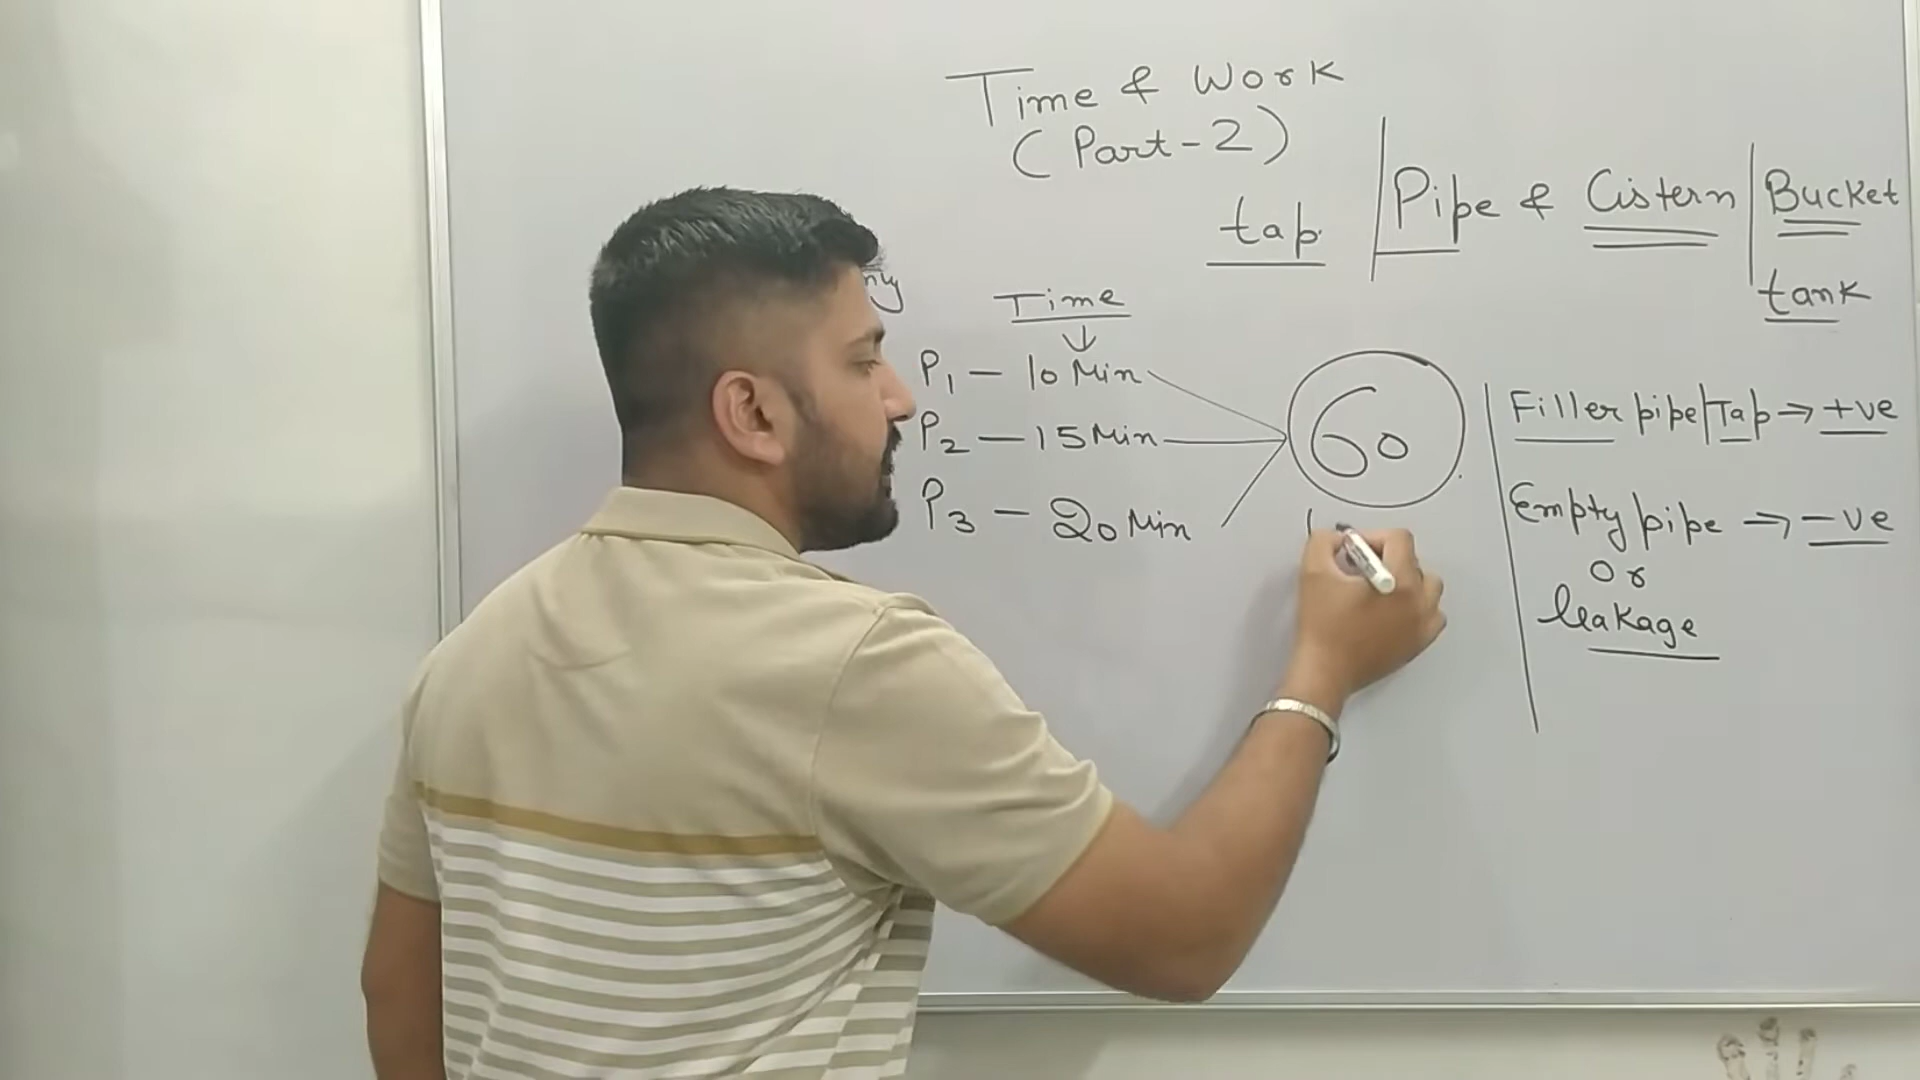 Time & Work
(Part-2)
tap | Pipe & Cistern | Bucket
tank
Time
↓
P1 – 10 Min
P2 – 15 Min
P3 – 20 Min
60
Filler pipe | Tap → +ve
Empty pipe → –ve
Or
leakage